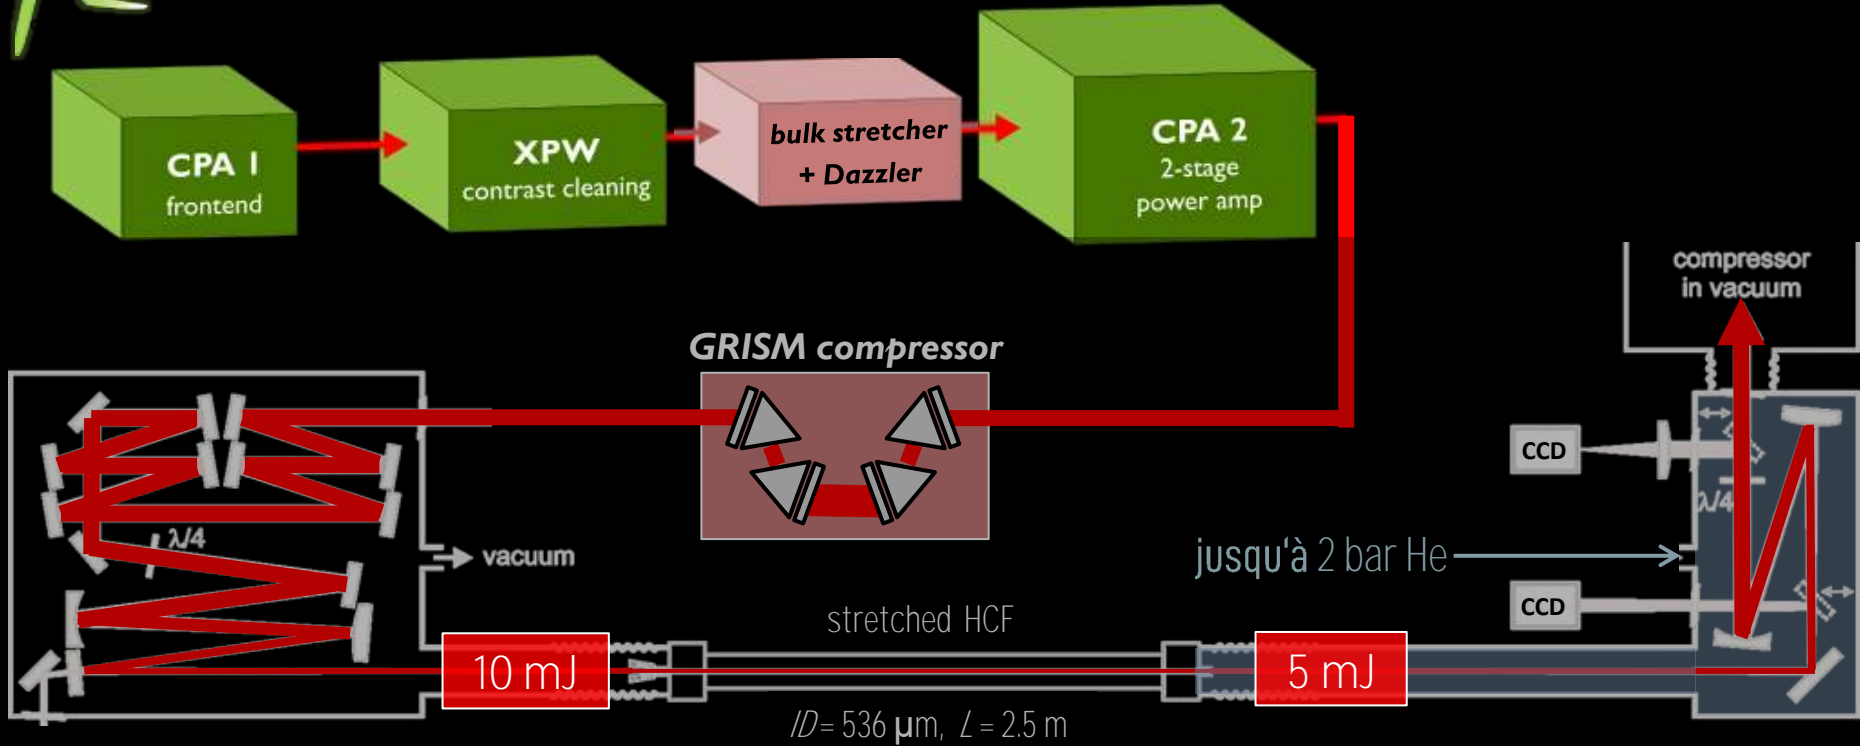 CPA 1
frontend
XPW
contrast cleaning
bulk stretcher
+ Dazzler
CPA 2
2-stage
power amp
compressor
in vacuum
GRISM compressor
CCD
λ/4
λ/4
vacuum
jusqu'à 2 bar He
CCD
stretched HCF
10 mJ
5 mJ
ID = 536 µm, L = 2.5 m